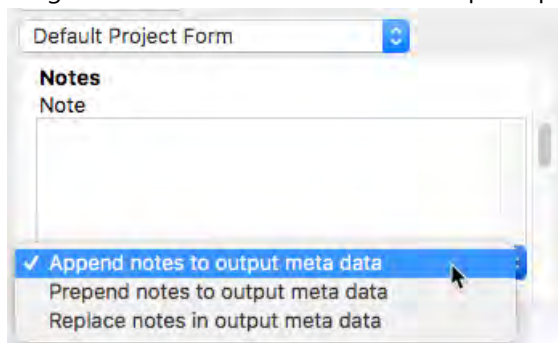 Default Project Form
Notes
Note
✓ Append notes to output meta data
Prepend notes to output meta data
Replace notes in output meta data